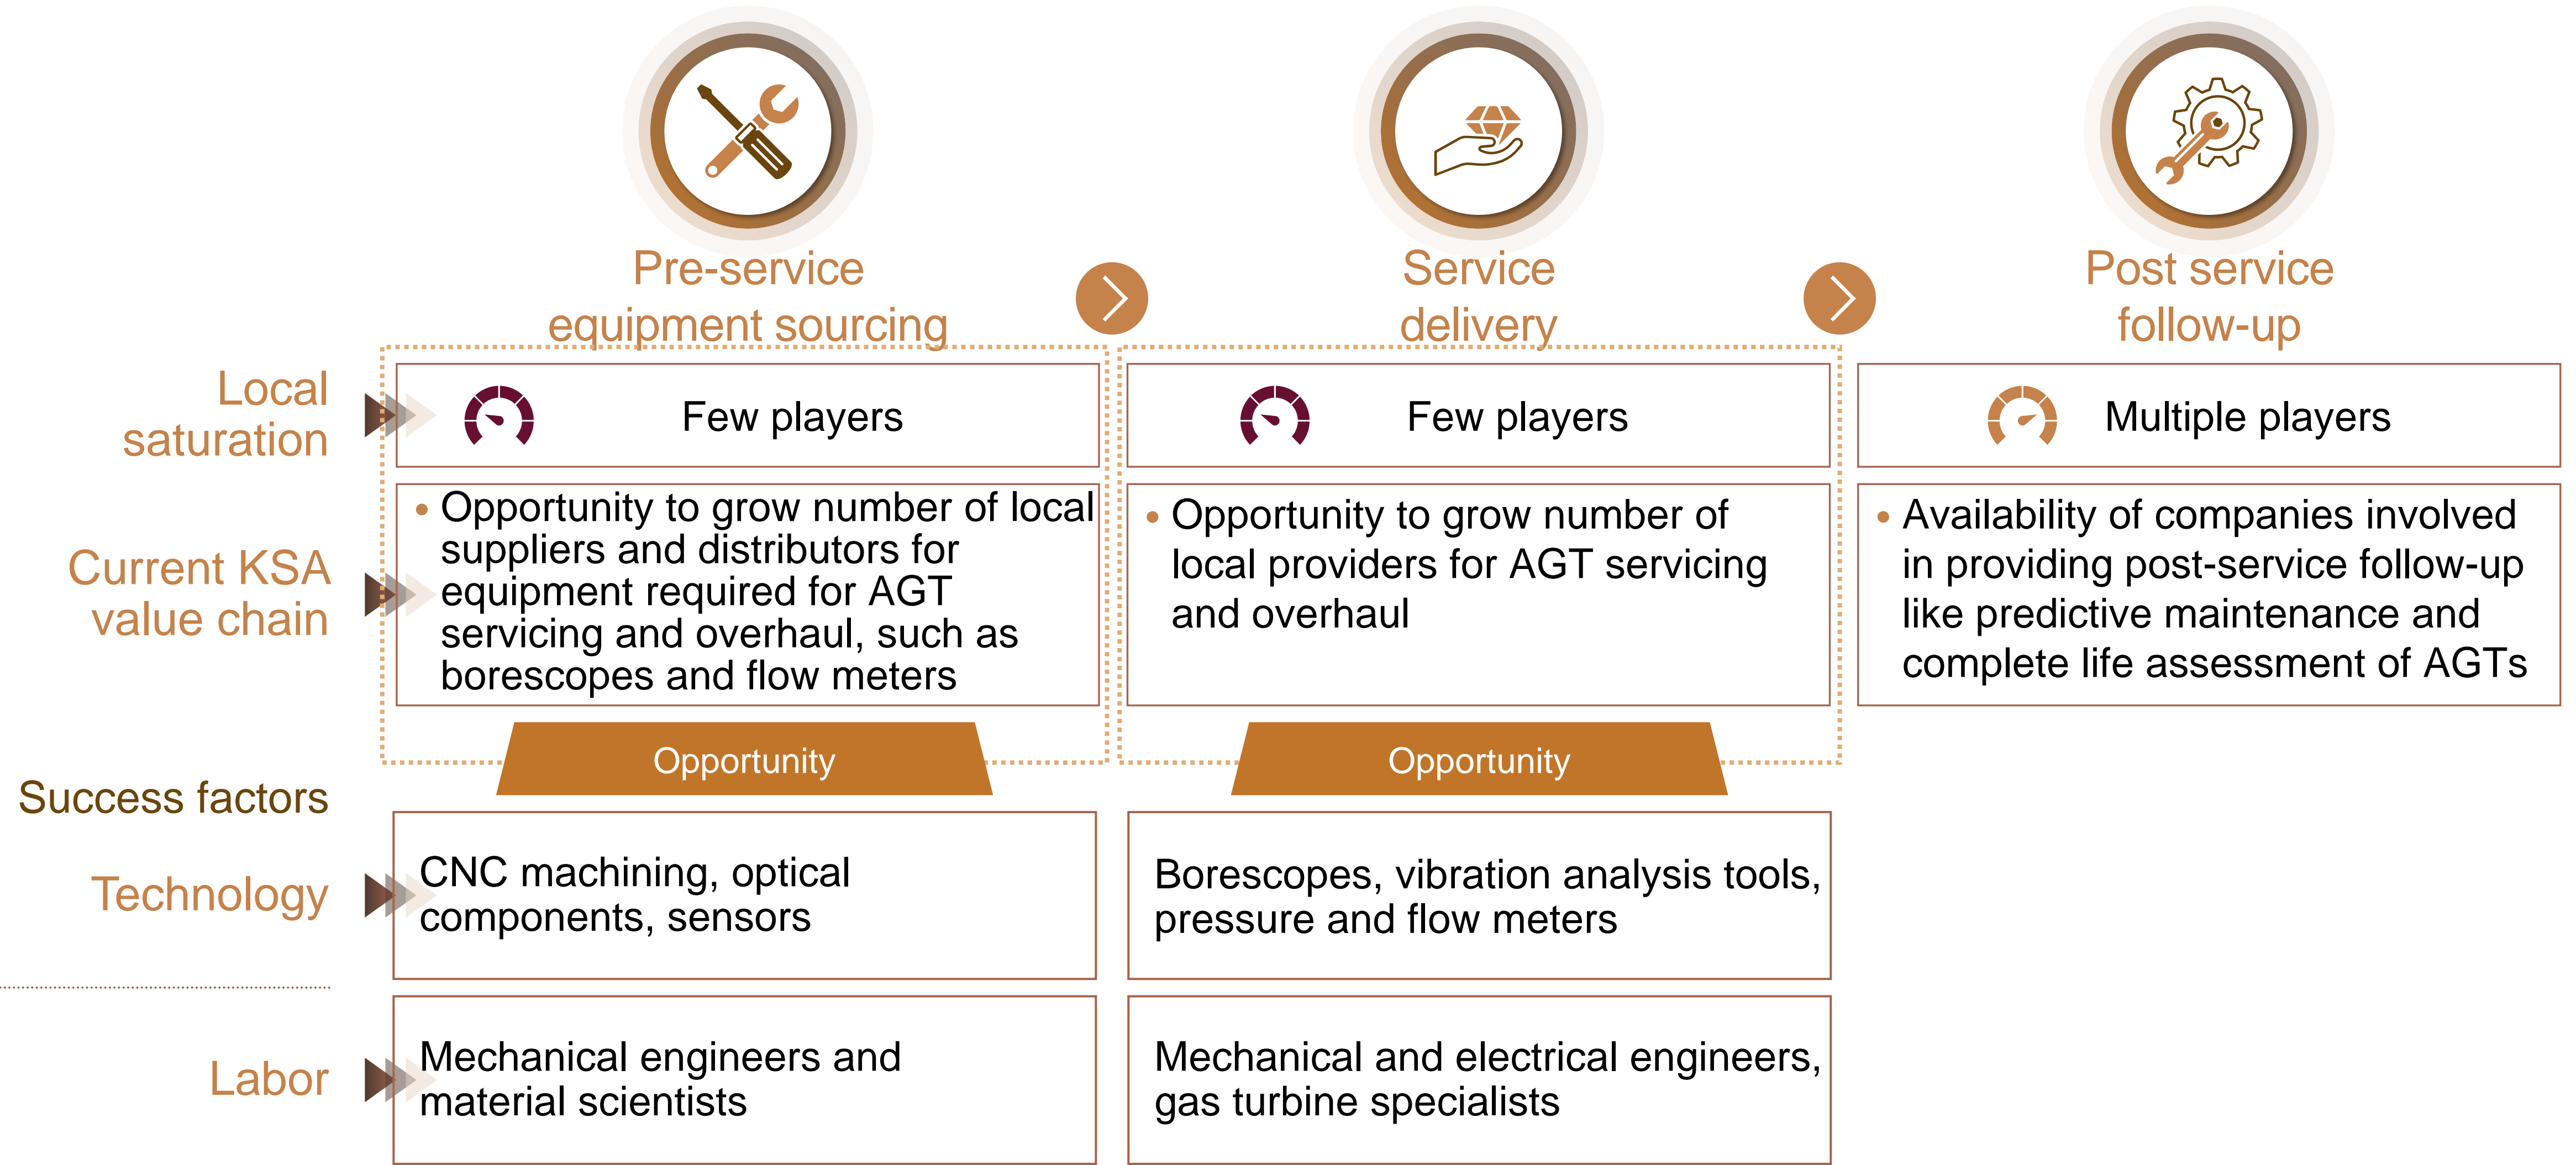 Pre-service
equipment sourcing
Service
delivery
Post service
follow-up
Local
saturation
Few players
Few players
Multiple players
Current KSA
value chain
• Opportunity to grow number of local
suppliers and distributors for
equipment required for AGT
servicing and overhaul, such as
borescopes and flow meters
• Opportunity to grow number of
local providers for AGT servicing
and overhaul
• Availability of companies involved
in providing post-service follow-up
like predictive maintenance and
complete life assessment of AGTs
Opportunity
Opportunity
Success factors
Technology
CNC machining, optical
components, sensors
Borescopes, vibration analysis tools,
pressure and flow meters
Labor
Mechanical engineers and
material scientists
Mechanical and electrical engineers,
gas turbine specialists